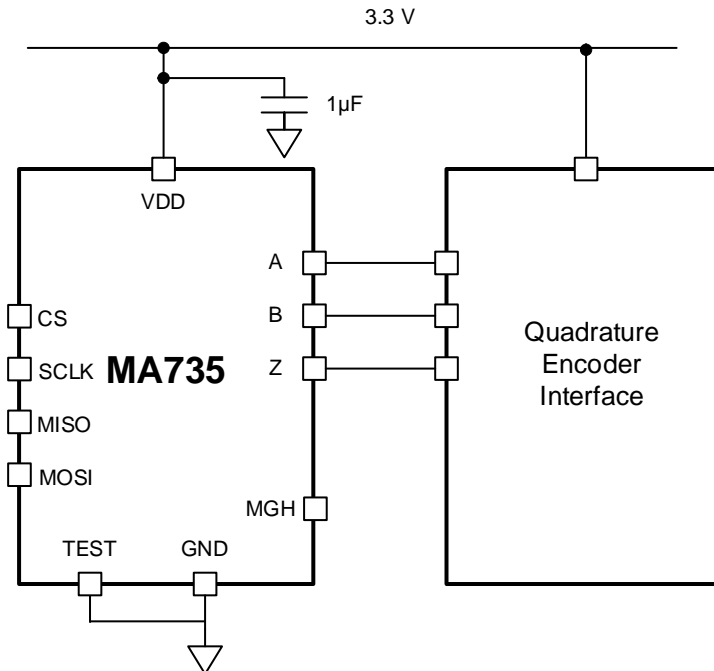 3.3 V
1µF
VDD
A
B
Z
CS
SCLK
MISO
MOSI
MA735
MGH
TEST
GND
Quadrature
Encoder
Interface